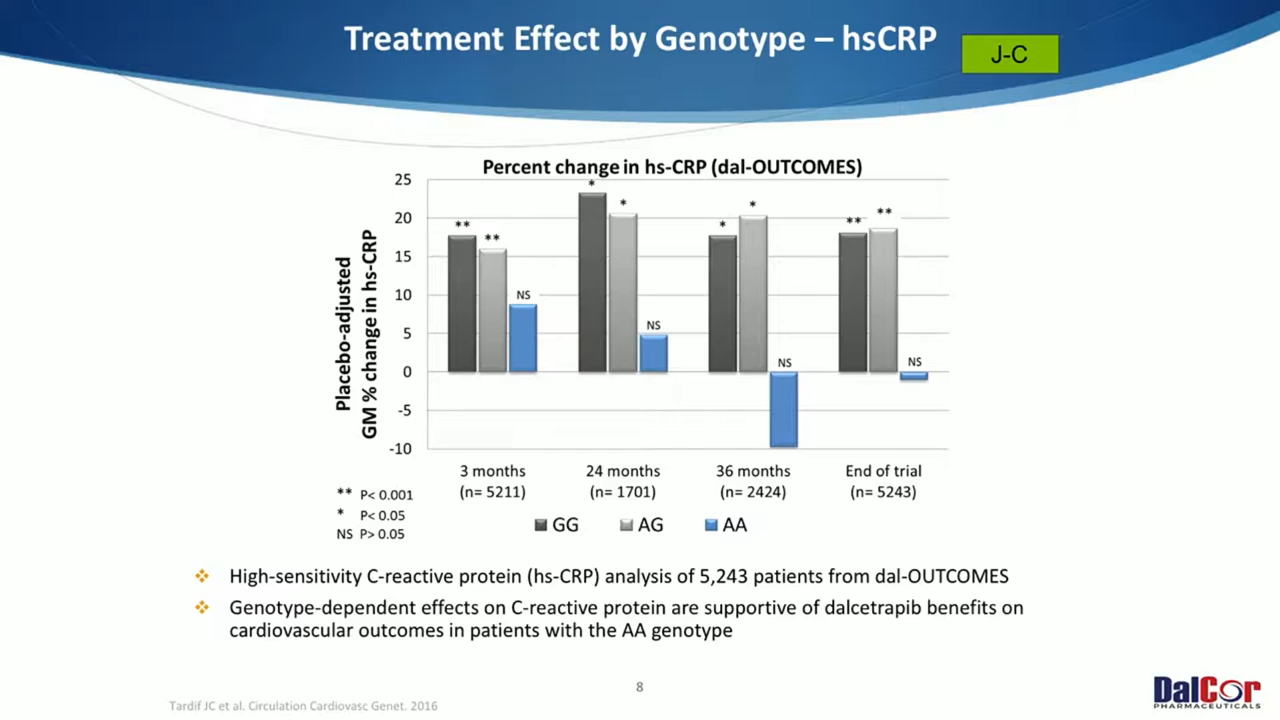 Treatment Effect by Genotype – hsCRP
J-C
Percent change in hs-CRP (dal-OUTCOMES)
Placebo-adjusted
GM % change in hs-CRP
25
20
15
10
5
0
-5
-10
** ** NS
* * NS
* * NS
** ** NS
3 months
(n= 5211)
24 months
(n= 1701)
36 months
(n= 2424)
End of trial
(n= 5243)
** P< 0.001
* P< 0.05
NS P> 0.05
GG AG AA
High-sensitivity C-reactive protein (hs-CRP) analysis of 5,243 patients from dal-OUTCOMES
Genotype-dependent effects on C-reactive protein are supportive of dalcetrapib benefits on
cardiovascular outcomes in patients with the AA genotype
8
Tardif JC et al. Circulation Cardiovasc Genet. 2016
DalCor
PHARMACEUTICALS